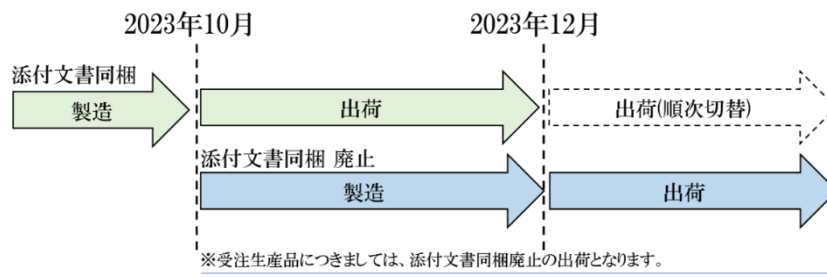 2023年10月
2023年12月
添付文書同梱
製造
出荷
出荷(順次切替)
添付文書同梱 廃止
製造
出荷
※受注生産品につきましては、添付文書同梱廃止の出荷となります。